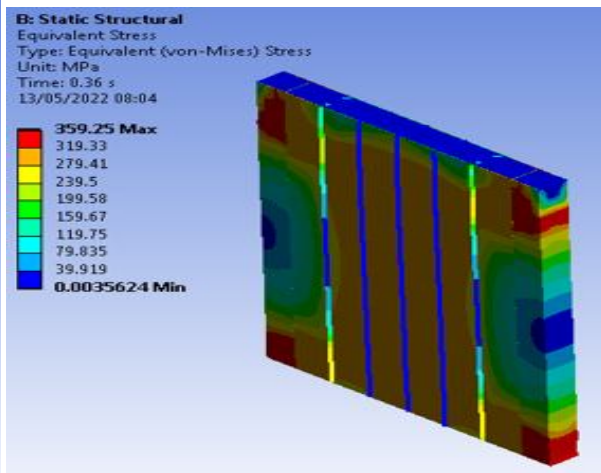 B: Static Structural
Equivalent Stress
Type: Equivalent (von-Mises) Stress
Unit: MPa
Time: 0.36 s
13/05/2022 08:04
359.25 Max
319.33
279.41
239.5
199.58
159.67
119.75
79.835
39.919
0.0035624 Min